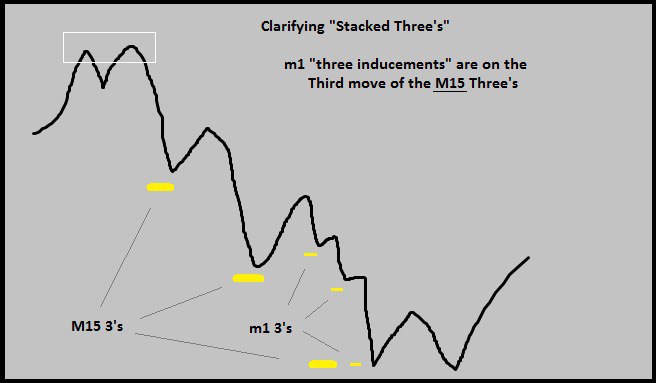 Clarifying "Stacked Three's"
m1 "three inducements" are on the
Third move of the M15 Three's
M15 3's
m1 3's